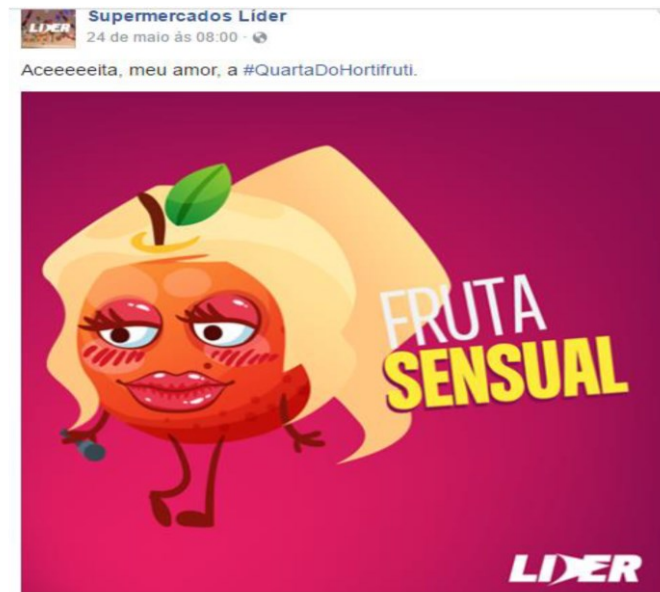 LIDER
Supermercados Líder
24 de maio às 08:00 ·
Aceeeeeita, meu amor, a #QuartaDoHortifruti.
FRUTA
SENSUAL
LIDER